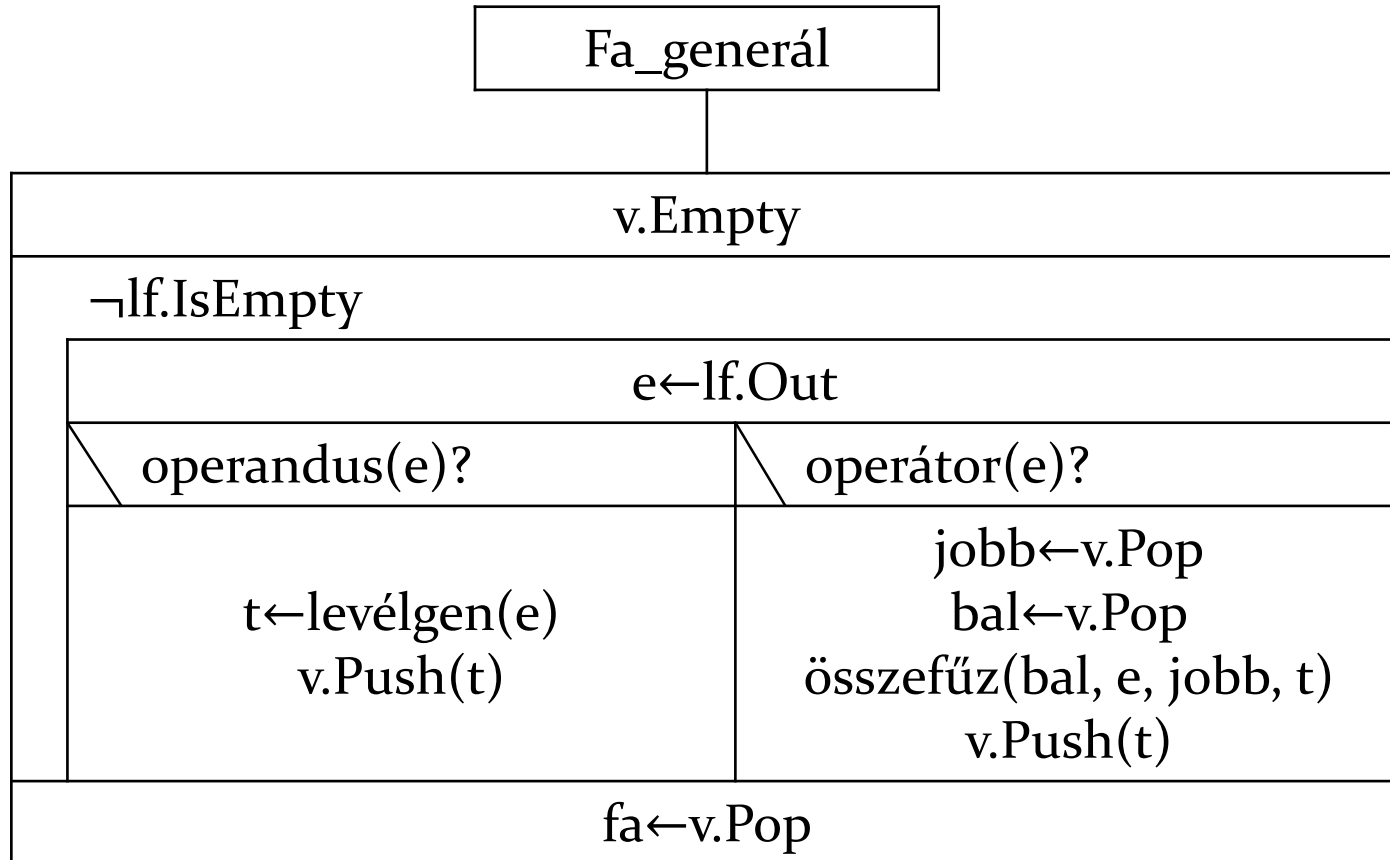 Fa_generál
v.Empty
¬lf.IsEmpty
e←lf.Out
operandus(e)?
operátor(e)?
t←levélgen(e)
v.Push(t)
jobb←v.Pop
bal←v.Pop
összefűz(bal, e, jobb, t)
v.Push(t)
fa←v.Pop